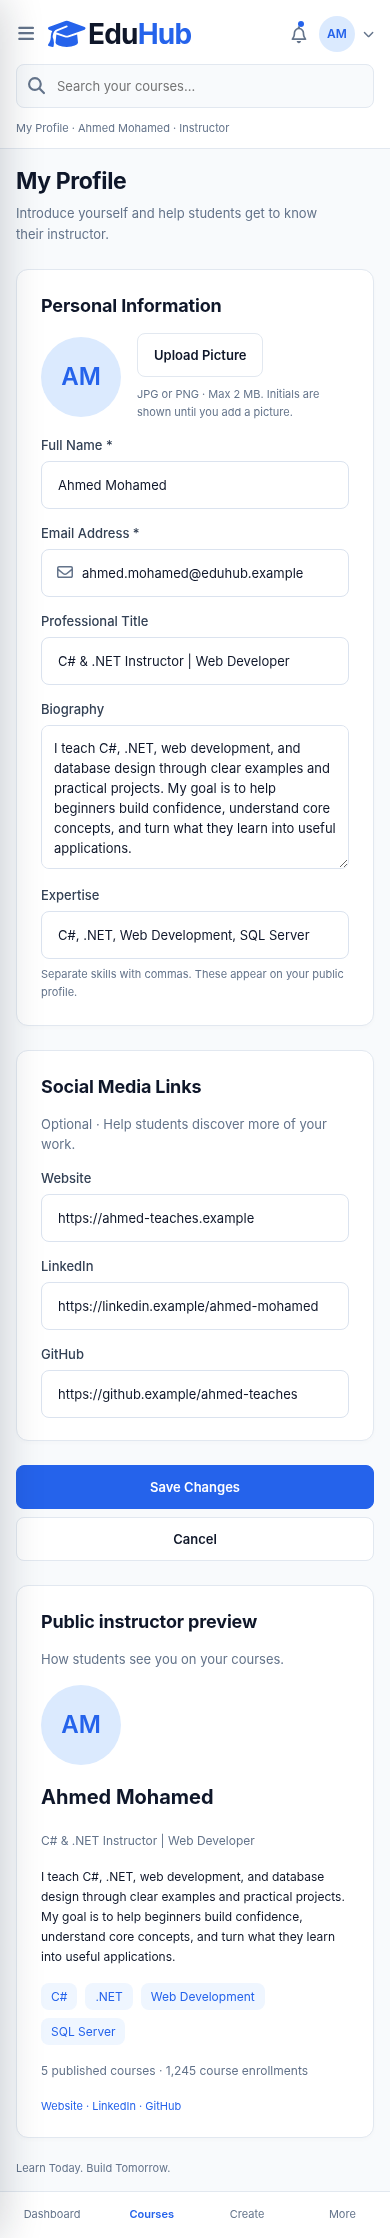 EduHub
AM
Search your courses...
My Profile · Ahmed Mohamed · Instructor
My Profile
Introduce yourself and help students get to know
their instructor.
Personal Information
AM
Upload Picture
JPG or PNG · Max 2 MB. Initials are
shown until you add a picture.
Full Name *
Ahmed Mohamed
Email Address *
ahmed.mohamed@eduhub.example
Professional Title
C# & .NET Instructor | Web Developer
Biography
I teach C#, .NET, web development, and
database design through clear examples and
practical projects. My goal is to help
beginners build confidence, understand core
concepts, and turn what they learn into useful
applications.
Expertise
C#, .NET, Web Development, SQL Server
Separate skills with commas. These appear on your public
profile.
Social Media Links
Optional · Help students discover more of your
work.
Website
https://ahmed-teaches.example
LinkedIn
https://linkedin.example/ahmed-mohamed
GitHub
https://github.example/ahmed-teaches
Save Changes
Cancel
Public instructor preview
How students see you on your courses.
AM
Ahmed Mohamed
C# & .NET Instructor | Web Developer
I teach C#, .NET, web development, and database
design through clear examples and practical projects.
My goal is to help beginners build confidence,
understand core concepts, and turn what they learn
into useful applications.
C# .NET Web Development
SQL Server
5 published courses · 1,245 course enrollments
Website · LinkedIn · GitHub
Learn Today. Build Tomorrow.
Dashboard Courses Create More